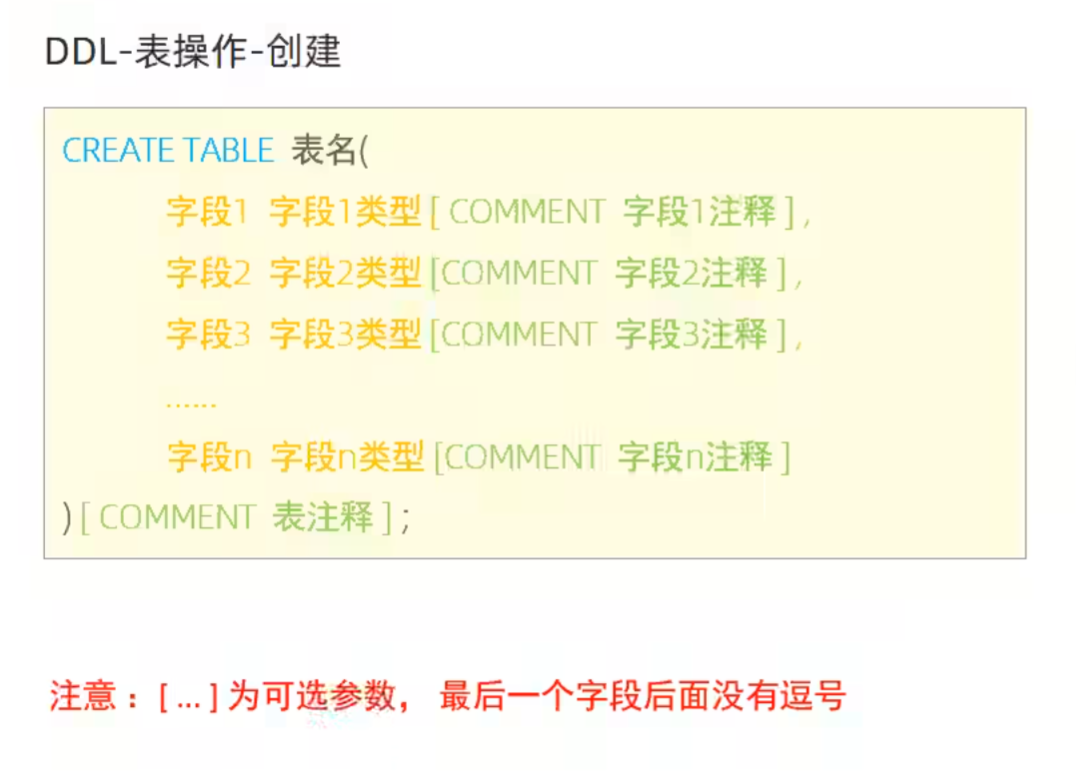 DDL-表操作-创建
CREATE TABLE 表名(
字段1 字段1类型[ COMMENT 字段1注释 ],
字段2 字段2类型[COMMENT 字段2注释 ],
字段3 字段3类型[COMMENT 字段3注释 ],
......
字段n 字段n类型[COMMENT 字段n注释 ]
)[ COMMENT 表注释 ] ;
注意：[ ... ] 为可选参数， 最后一个字段后面没有逗号